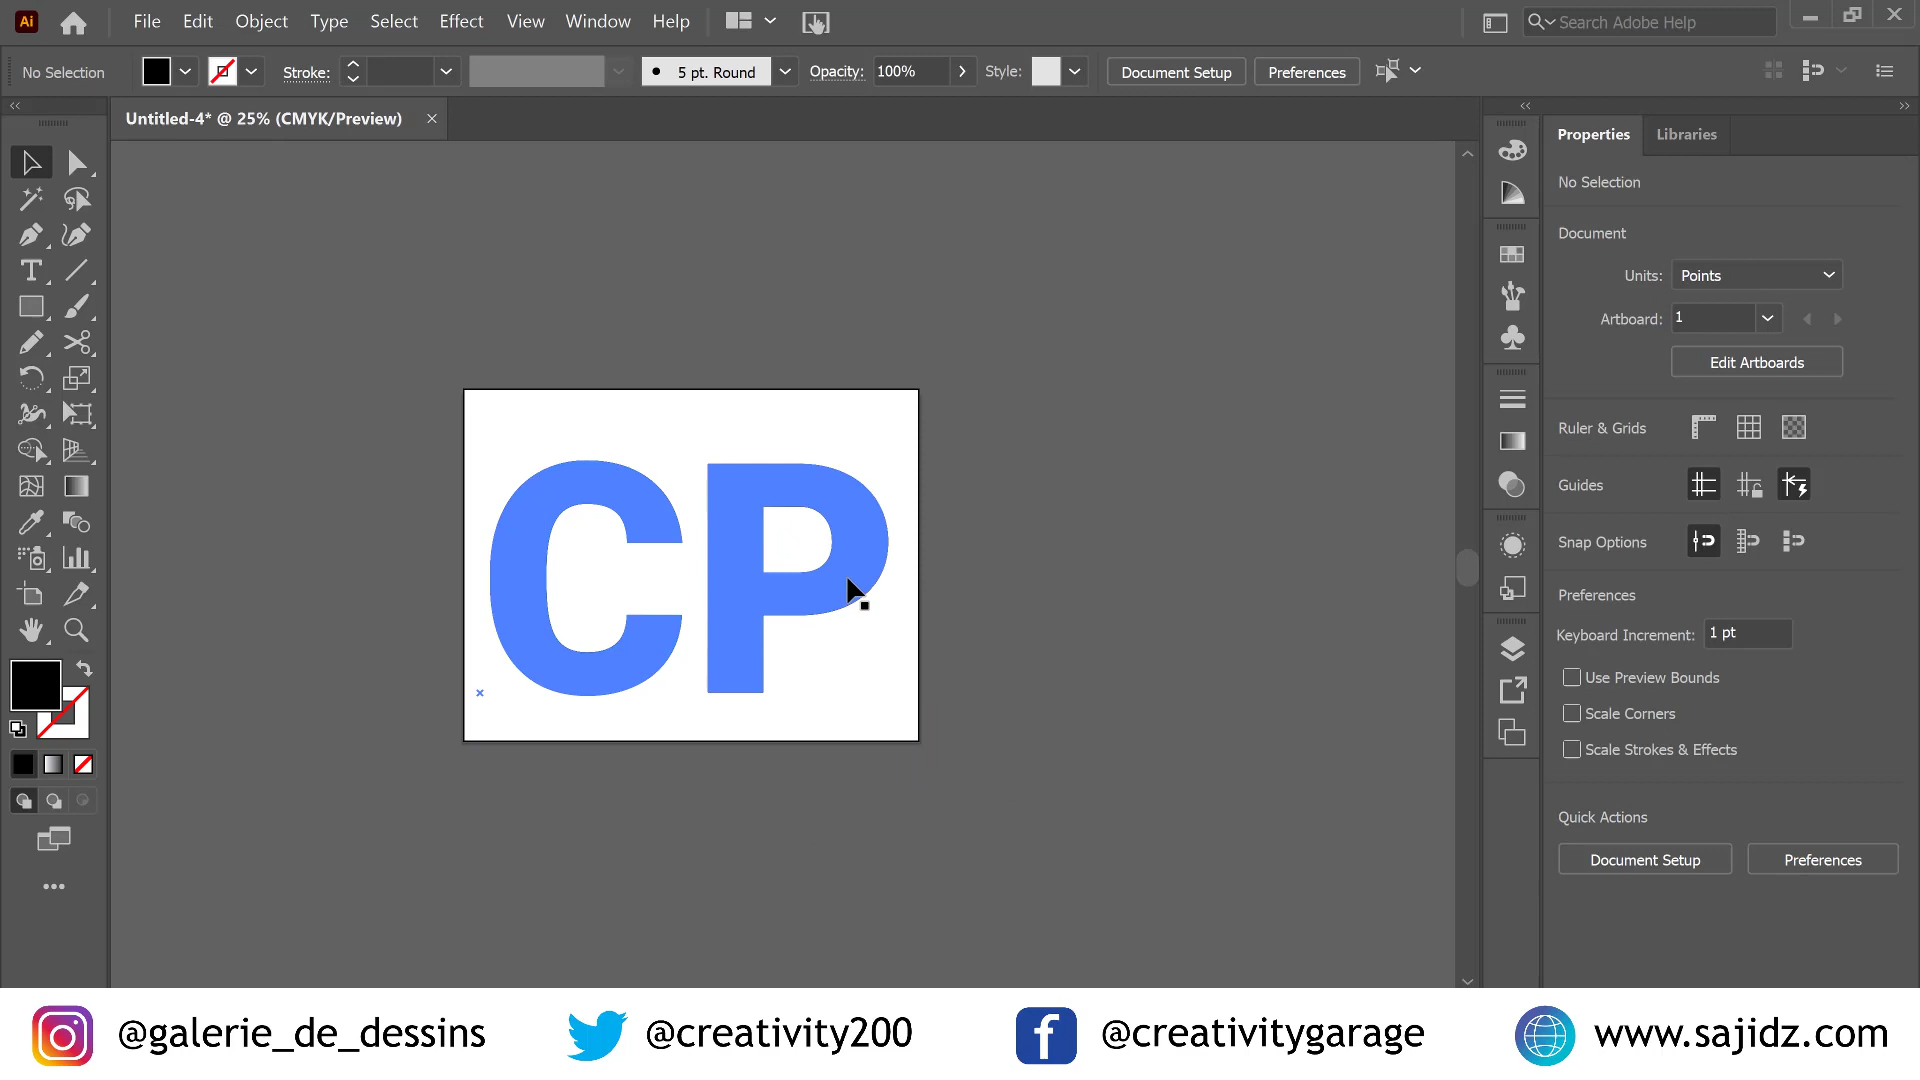 Ai File Edit Object Type Select Effect View Window Help Search Adobe Help
No Selection Stroke: 5 pt. Round Opacity: 100% Style: Document Setup Preferences
Untitled-4* @ 25% (CMYK/Preview)
CP
Properties Libraries
No Selection
Document
Units: Points
Artboard: 1
Edit Artboards
Ruler & Grids
Guides
Snap Options
Preferences
Keyboard Increment: 1 pt
Use Preview Bounds
Scale Corners
Scale Strokes & Effects
Quick Actions
Document Setup Preferences
@galerie_de_dessins @creativity200 @creativitygarage www.sajidz.com